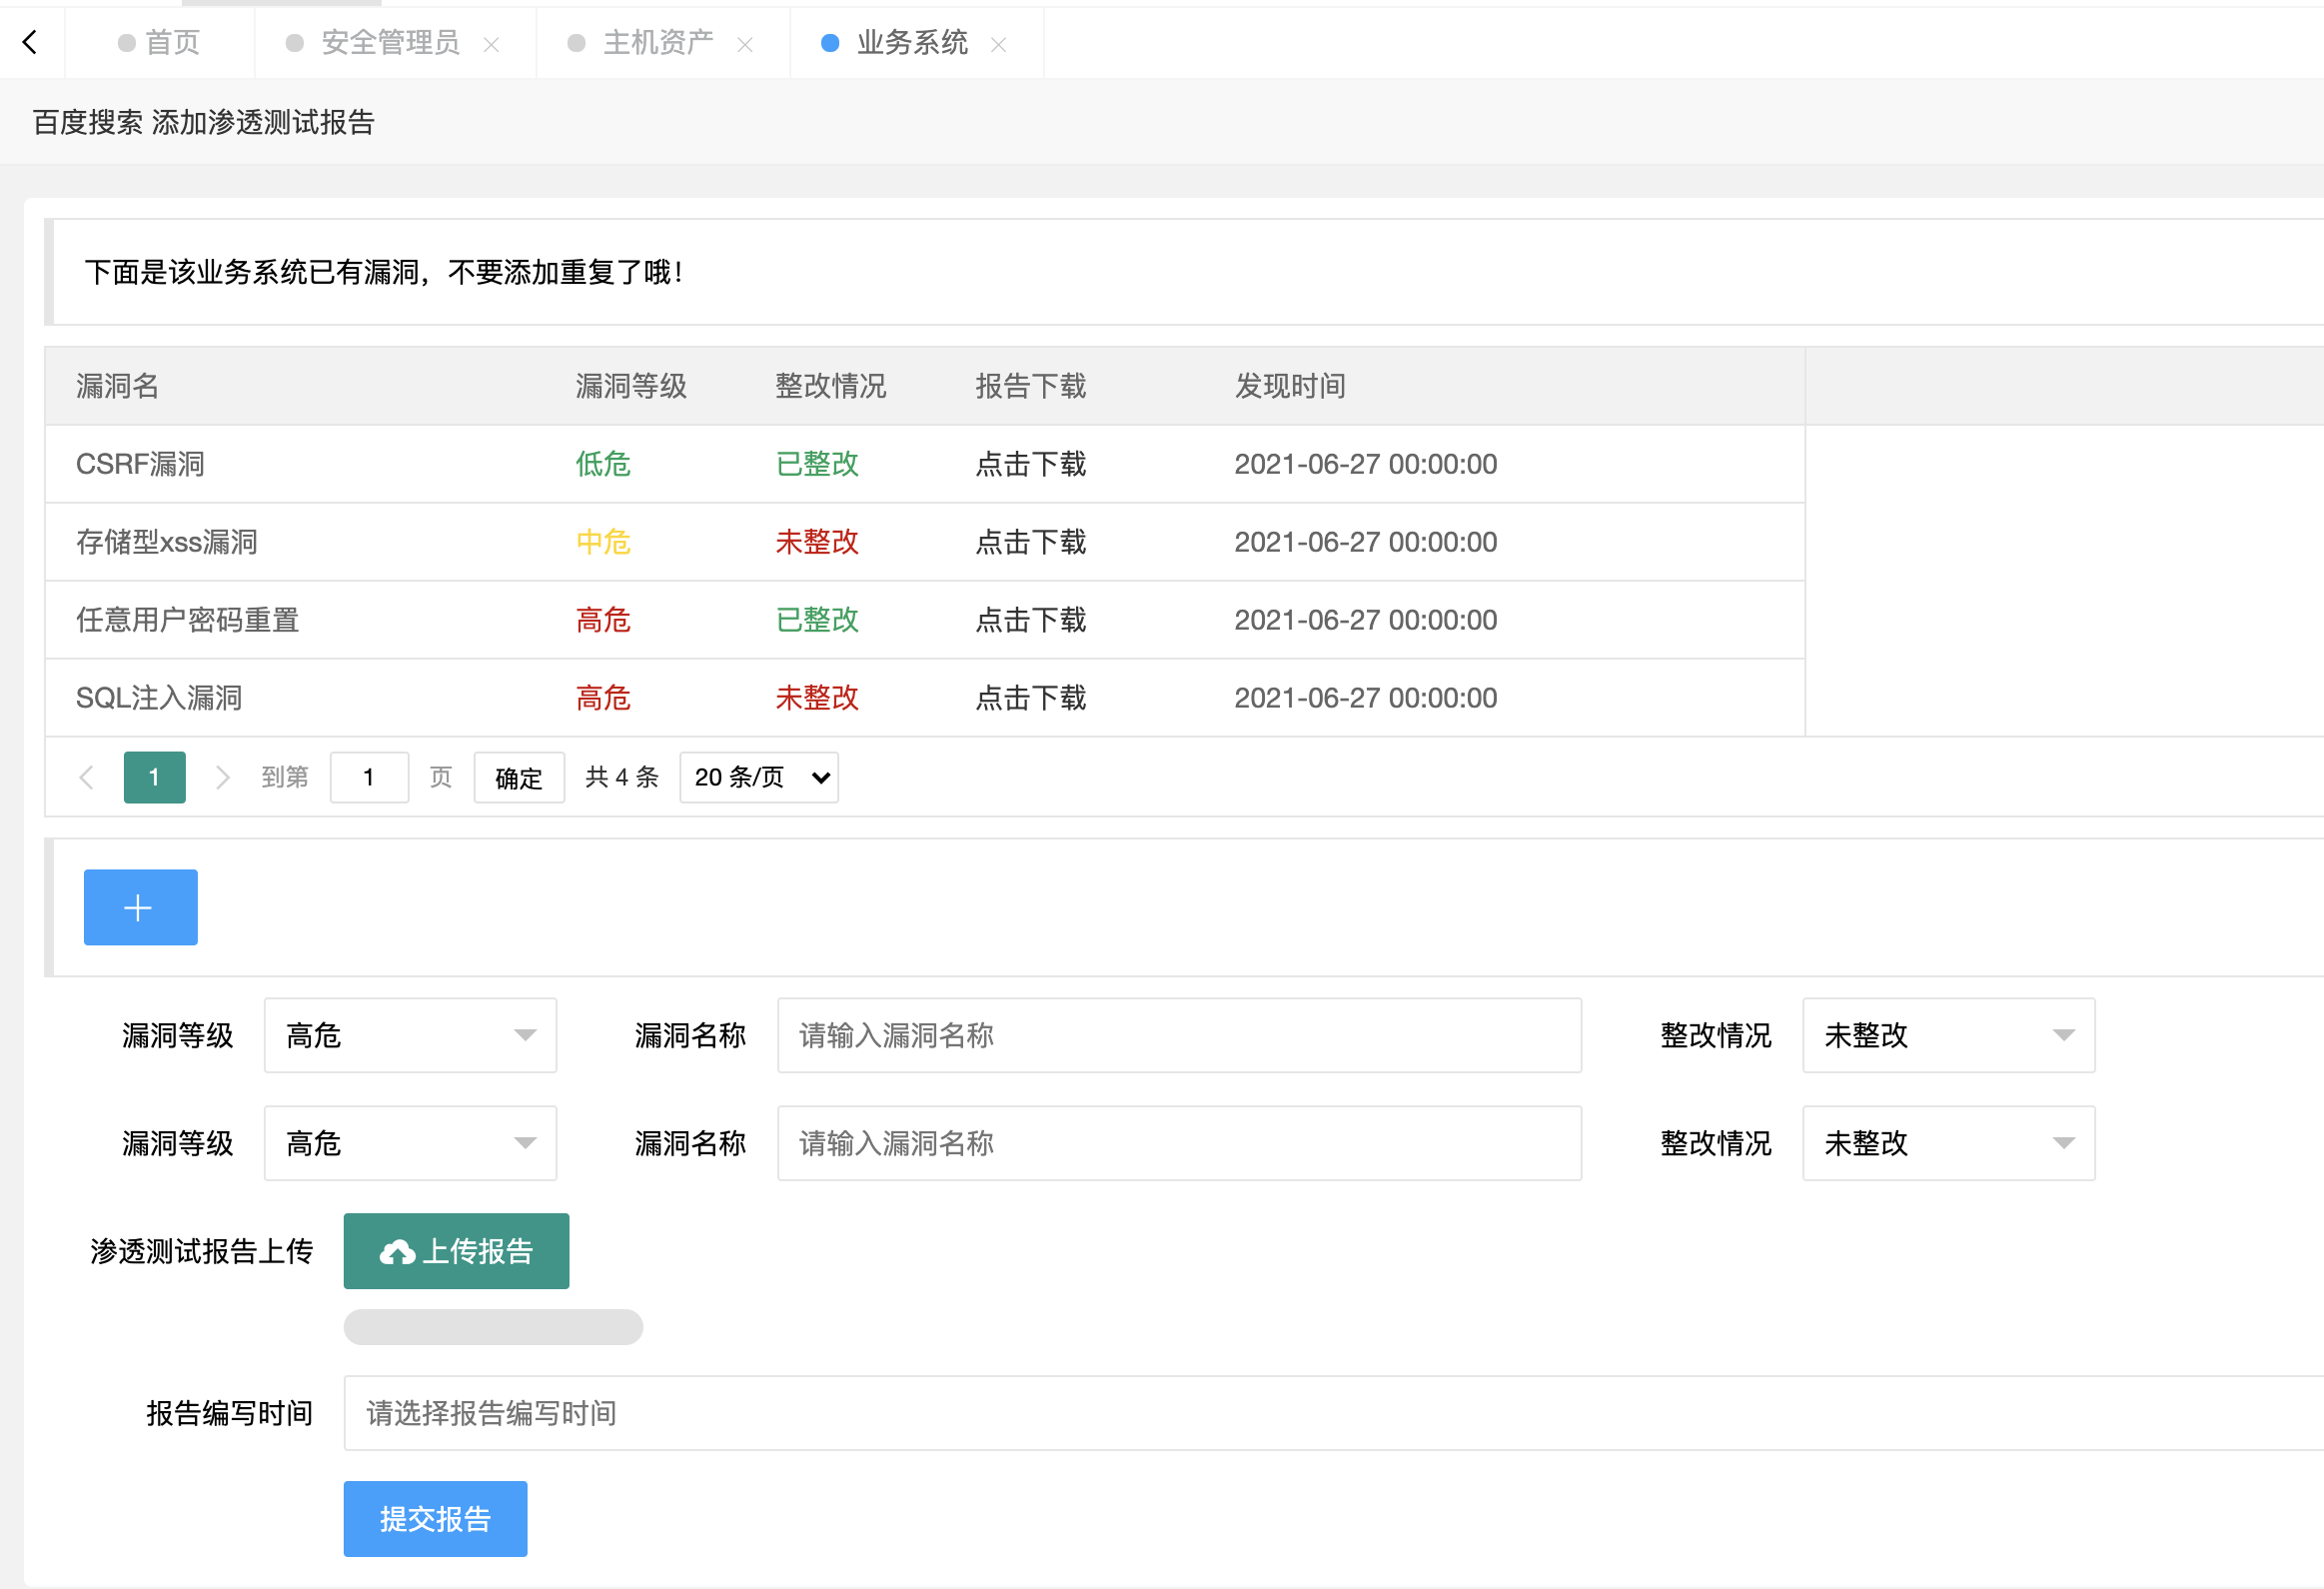 首页 安全管理员 主机资产 业务系统
百度搜索 添加渗透测试报告
下面是该业务系统已有漏洞，不要添加重复了哦！
漏洞名 漏洞等级 整改情况 报告下载 发现时间
CSRF漏洞 低危 已整改 点击下载 2021-06-27 00:00:00
存储型xss漏洞 中危 未整改 点击下载 2021-06-27 00:00:00
任意用户密码重置 高危 已整改 点击下载 2021-06-27 00:00:00
SQL注入漏洞 高危 未整改 点击下载 2021-06-27 00:00:00
1 到第 1 页 确定 共 4 条 20 条/页
漏洞等级 高危 漏洞名称 请输入漏洞名称 整改情况 未整改
漏洞等级 高危 漏洞名称 请输入漏洞名称 整改情况 未整改
渗透测试报告上传 上传报告
报告编写时间 请选择报告编写时间
提交报告